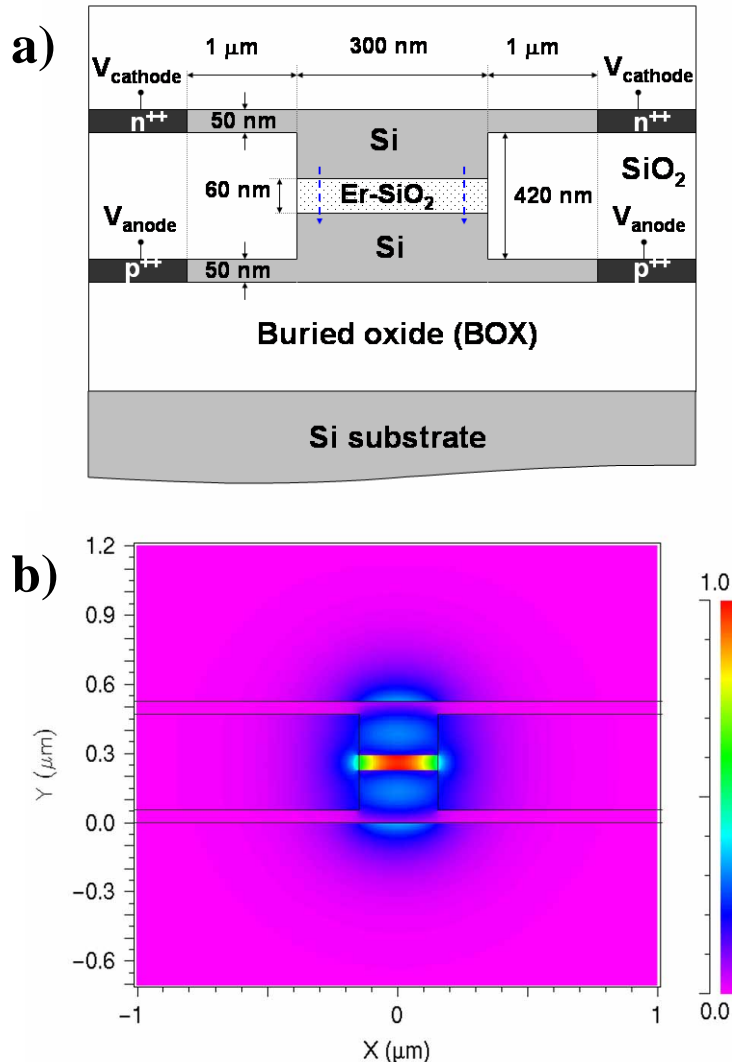 a)
1 μm 300 nm 1 μm
Vcathode Vcathode
n++ 50 nm Si n++
60 nm Er-SiO2 420 nm SiO2
Vanode Vanode
p++ 50 nm Si p++
Buried oxide (BOX)
Si substrate
b)
1.2
0.9
0.6
0.3
0.0
−0.3
−0.6
Y (μm)
−1 0 1
X (μm)
1.0
0.0